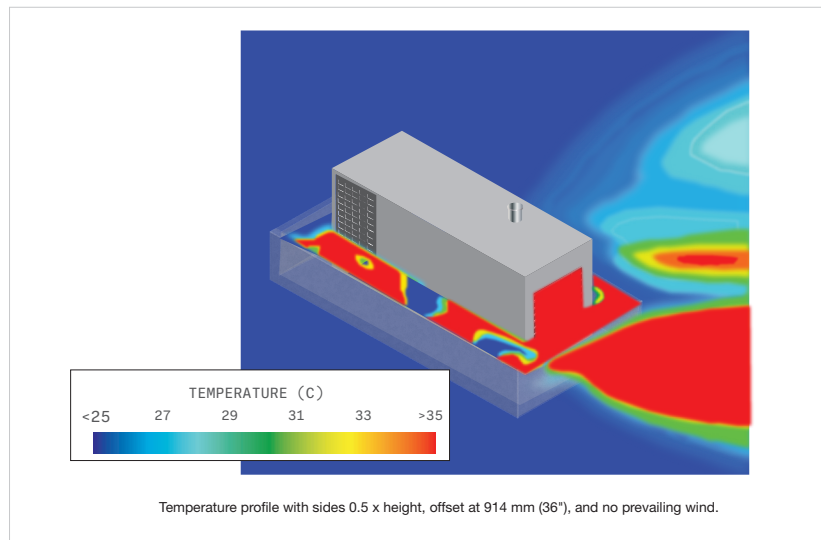 TEMPERATURE (C)
<25 27 29 31 33 >35
Temperature profile with sides 0.5 x height, offset at 914 mm (36"), and no prevailing wind.